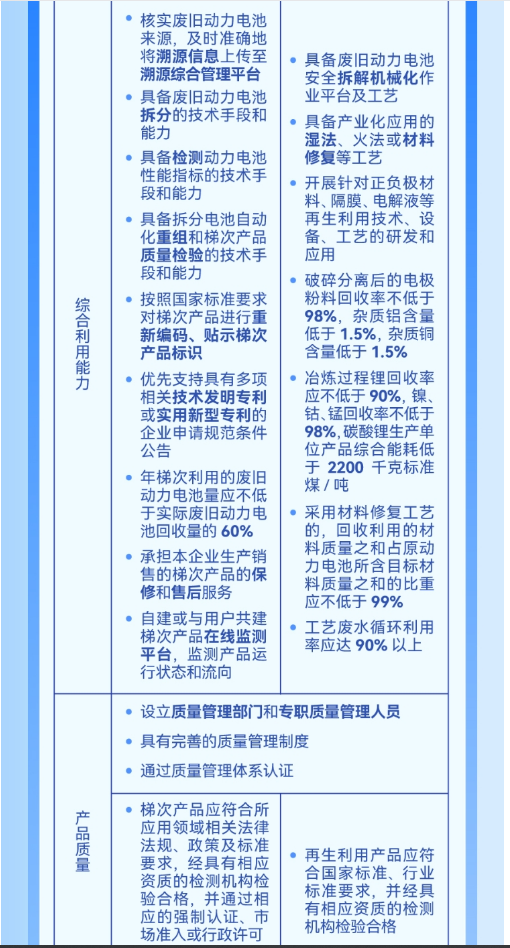 综合利用能力
核实废旧动力电池
来源，及时准确地
将溯源信息上传至
溯源综合管理平台
具备废旧动力电池
拆分的技术手段和
能力
具备检测动力电池
性能指标的技术手
段和能力
具备拆分电池自动
化重组和梯次产品
质量检验的技术手
段和能力
按照国家标准要求
对梯次产品进行重
新编码、贴示梯次
产品标识
优先支持具有多项
相关技术发明专利
或实用新型专利的
企业申请规范条件
公告
年梯次利用的废旧
动力电池量应不低
于实际废旧动力电
池回收量的 60%
承担本企业生产销
售的梯次产品的保
修和售后服务
自建或与用户共建
梯次产品在线监测
平台，监测产品运
行状态和流向
具备废旧动力电池
安全拆解机械化作
业平台及工艺
具备产业化应用的
湿法、火法或材料
修复等工艺
开展针对正负极材
料、隔膜、电解液等
再生利用技术、设
备、工艺的研发和
应用
破碎分离后的电极
粉料回收率不低于
98%，杂质铝含量
低于 1.5%，杂质铜
含量低于 1.5%
冶炼过程锂回收率
应不低于 90%，镍、
钴、锰回收率不低于
98%，碳酸锂生产单
位产品综合能耗低
于 2200 千克标准
煤 / 吨
采用材料修复工艺
的，回收利用的材
料质量之和占原动
力电池所含目标材
料质量之和的比重
应不低于 99%
工艺废水循环利用
率应达 90% 以上
产品质量
设立质量管理部门和专职质量管理人员
具有完善的质量管理制度
通过质量管理体系认证
梯次产品应符合所
应用领域相关法律
法规、政策及标准
要求，经具有相应
资质的检测机构检
验合格，并通过相
应的强制认证、市
场准入或行政许可
再生利用产品应符
合国家标准、行业
标准要求，并经具
有相应资质的检测
机构检验合格